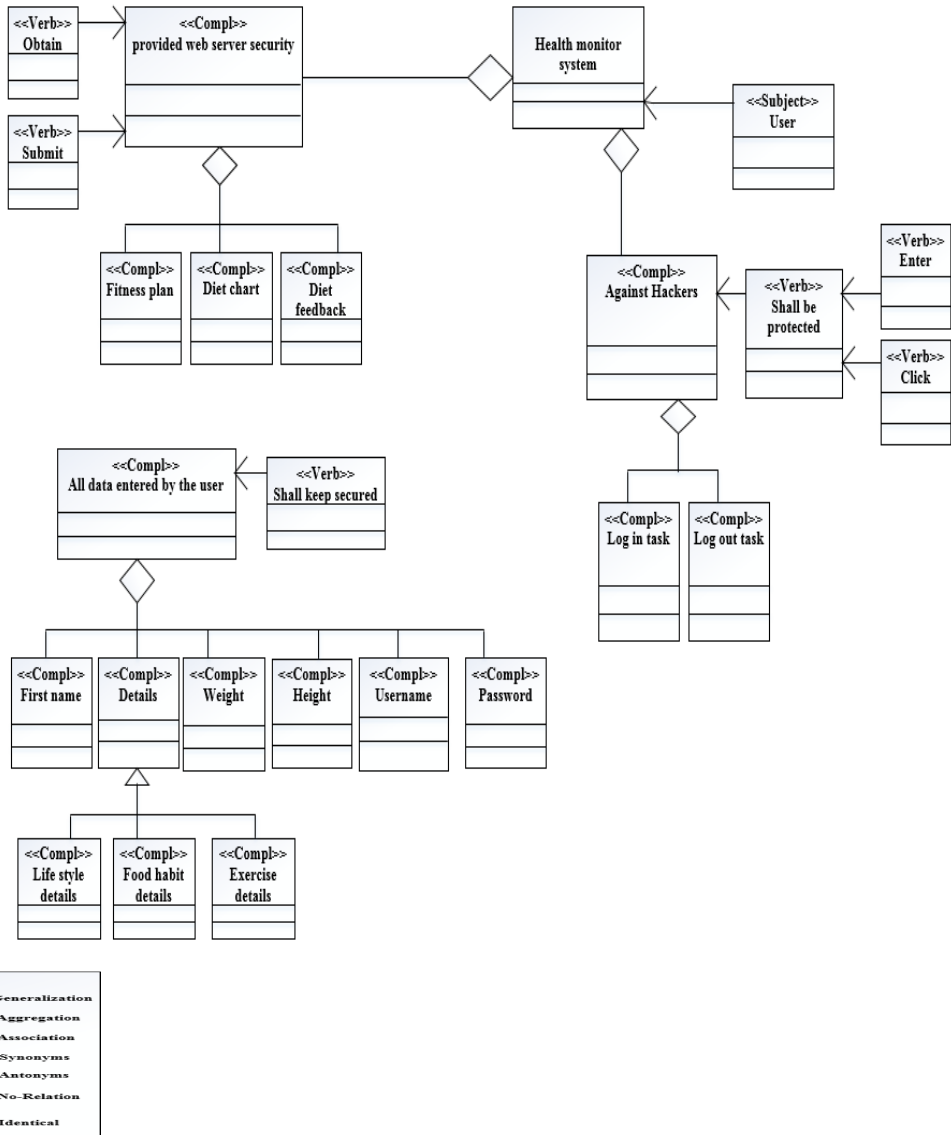 <<Verb>>
Obtain
<<Compl>>
provided web server security
Health monitor
system
<<Subject>>
User
<<Verb>>
Submit
<<Compl>>
Fitness plan
<<Compl>>
Diet chart
<<Compl>>
Diet
feedback
<<Compl>>
Against Hackers
<<Verb>>
Shall be
protected
<<Verb>>
Enter
<<Verb>>
Click
<<Compl>>
All data entered by the user
<<Verb>>
Shall keep secured
<<Compl>>
Log in task
<<Compl>>
Log out task
<<Compl>>
First name
<<Compl>>
Details
<<Compl>>
Weight
<<Compl>>
Height
<<Compl>>
Username
<<Compl>>
Password
<<Compl>>
Life style
details
<<Compl>>
Food habit
details
<<Compl>>
Exercise
details
Generalization
Aggregation
Association
Synonyms
Antonyms
No-Relation
Identical